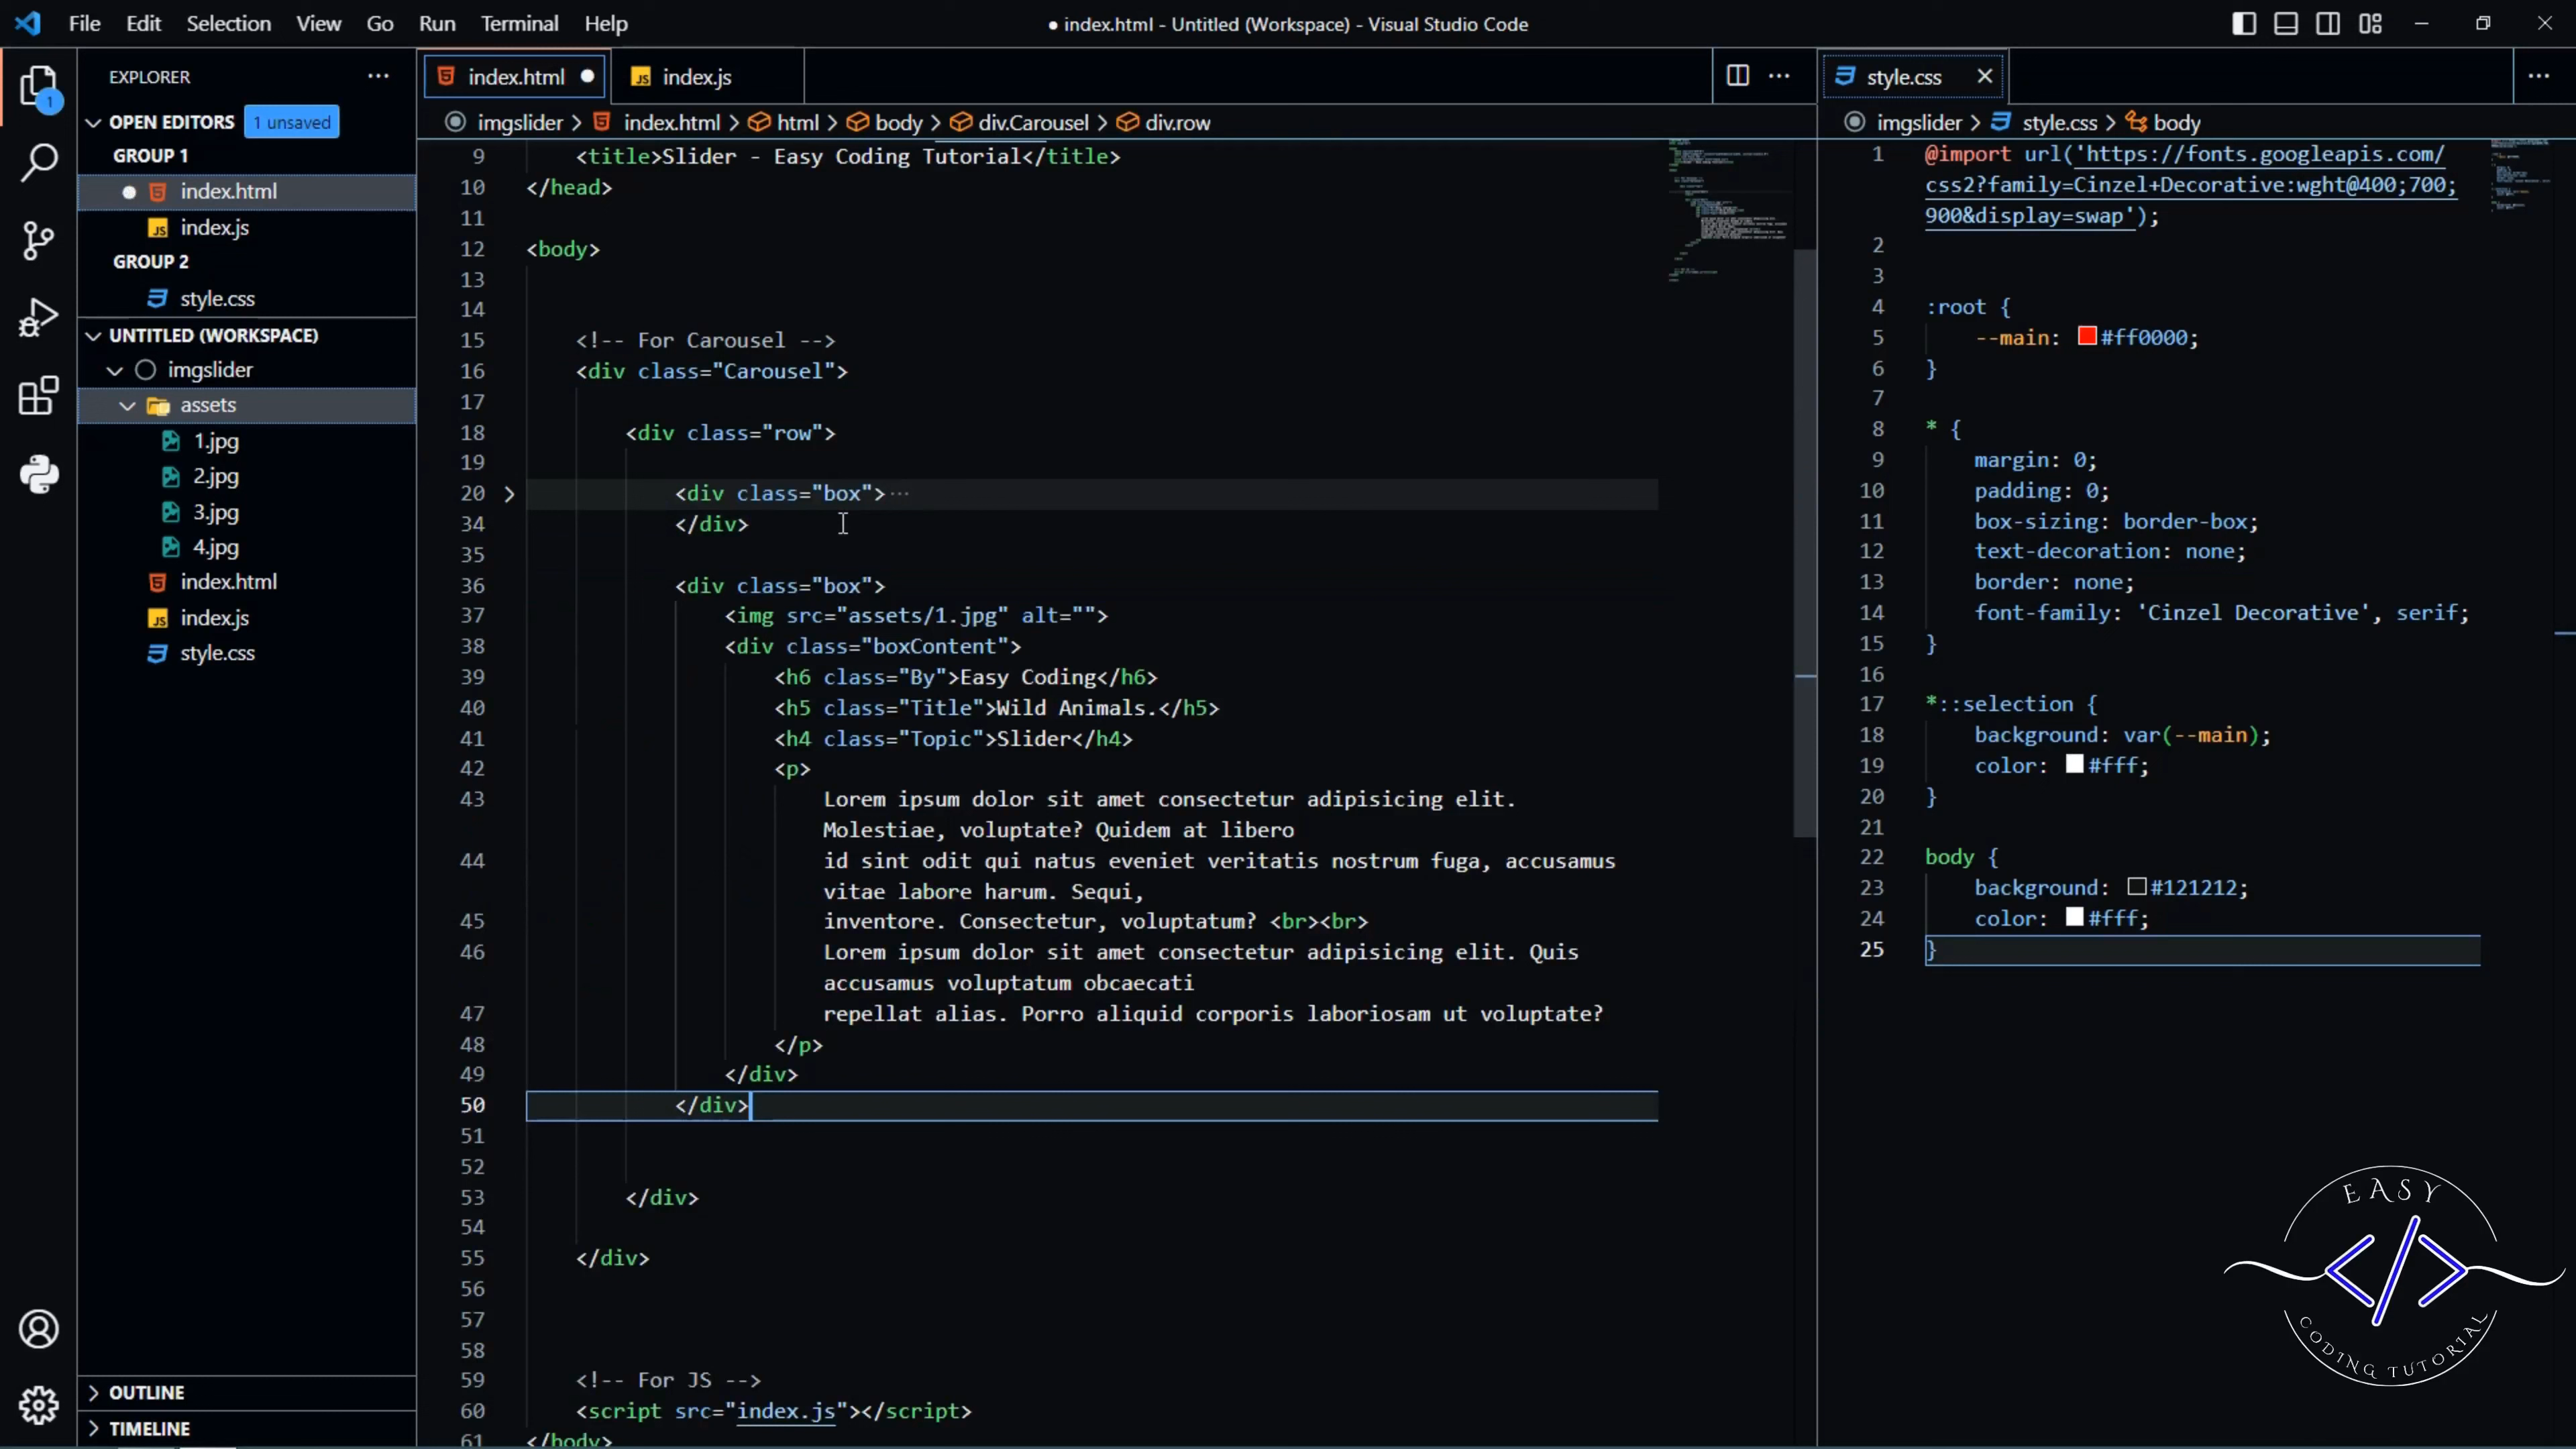 File Edit Selection View Go Run Terminal Help
● index.html - Untitled (Workspace) - Visual Studio Code
EXPLORER
OPEN EDITORS 1 unsaved
GROUP 1
index.html
index.js
GROUP 2
style.css
UNTITLED (WORKSPACE)
imgslider
assets
1.jpg
2.jpg
3.jpg
4.jpg
index.html
index.js
style.css
OUTLINE
TIMELINE
1
index.html
index.js
imgslider > index.html > html > body > div.Carousel > div.row
9 <title>Slider - Easy Coding Tutorial</title>
10 </head>
11
12 <body>
13
14
15 <!-- For Carousel -->
16 <div class="Carousel">
17
18 <div class="row">
19
20 <div class="box">···
34 </div>
35
36 <div class="box">
37 <img src="assets/1.jpg" alt="">
38 <div class="boxContent">
39 <h6 class="By">Easy Coding</h6>
40 <h5 class="Title">Wild Animals.</h5>
41 <h4 class="Topic">Slider</h4>
42 <p>
43 Lorem ipsum dolor sit amet consectetur adipisicing elit.
Molestiae, voluptate? Quidem at libero
44 id sint odit qui natus eveniet veritatis nostrum fuga, accusamus
vitae labore harum. Sequi,
45 inventore. Consectetur, voluptatum? <br><br>
46 Lorem ipsum dolor sit amet consectetur adipisicing elit. Quis
accusamus voluptatum obcaecati
47 repellat alias. Porro aliquid corporis laboriosam ut voluptate?
48 </p>
49 </div>
50 </div>
51
52
53 </div>
54
55 </div>
56
57
58
59 <!-- For JS -->
60 <script src="index.js"></script>
61 </body>
style.css
imgslider > style.css > body
1 @import url('https://fonts.googleapis.com/
css2?family=Cinzel+Decorative:wght@400;700;
900&display=swap');
2
3
4 :root {
5 --main: #ff0000;
6 }
7
8 * {
9 margin: 0;
10 padding: 0;
11 box-sizing: border-box;
12 text-decoration: none;
13 border: none;
14 font-family: 'Cinzel Decorative', serif;
15 }
16
17 *::selection {
18 background: var(--main);
19 color: #fff;
20 }
21
22 body {
23 background: #121212;
24 color: #fff;
25 }
EASY
</>
CODING TUTORIAL